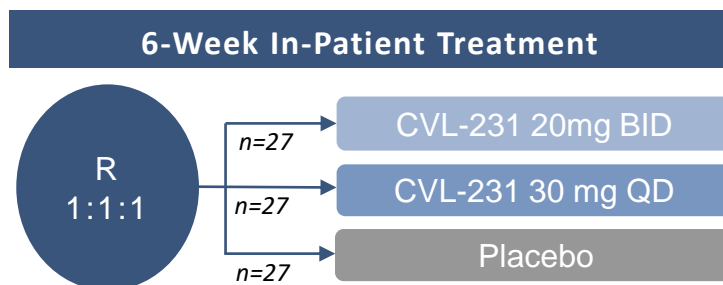 6-Week In-Patient Treatment
R
1:1:1
n=27
CVL-231 20mg BID
n=27
CVL-231 30 mg QD
n=27
Placebo